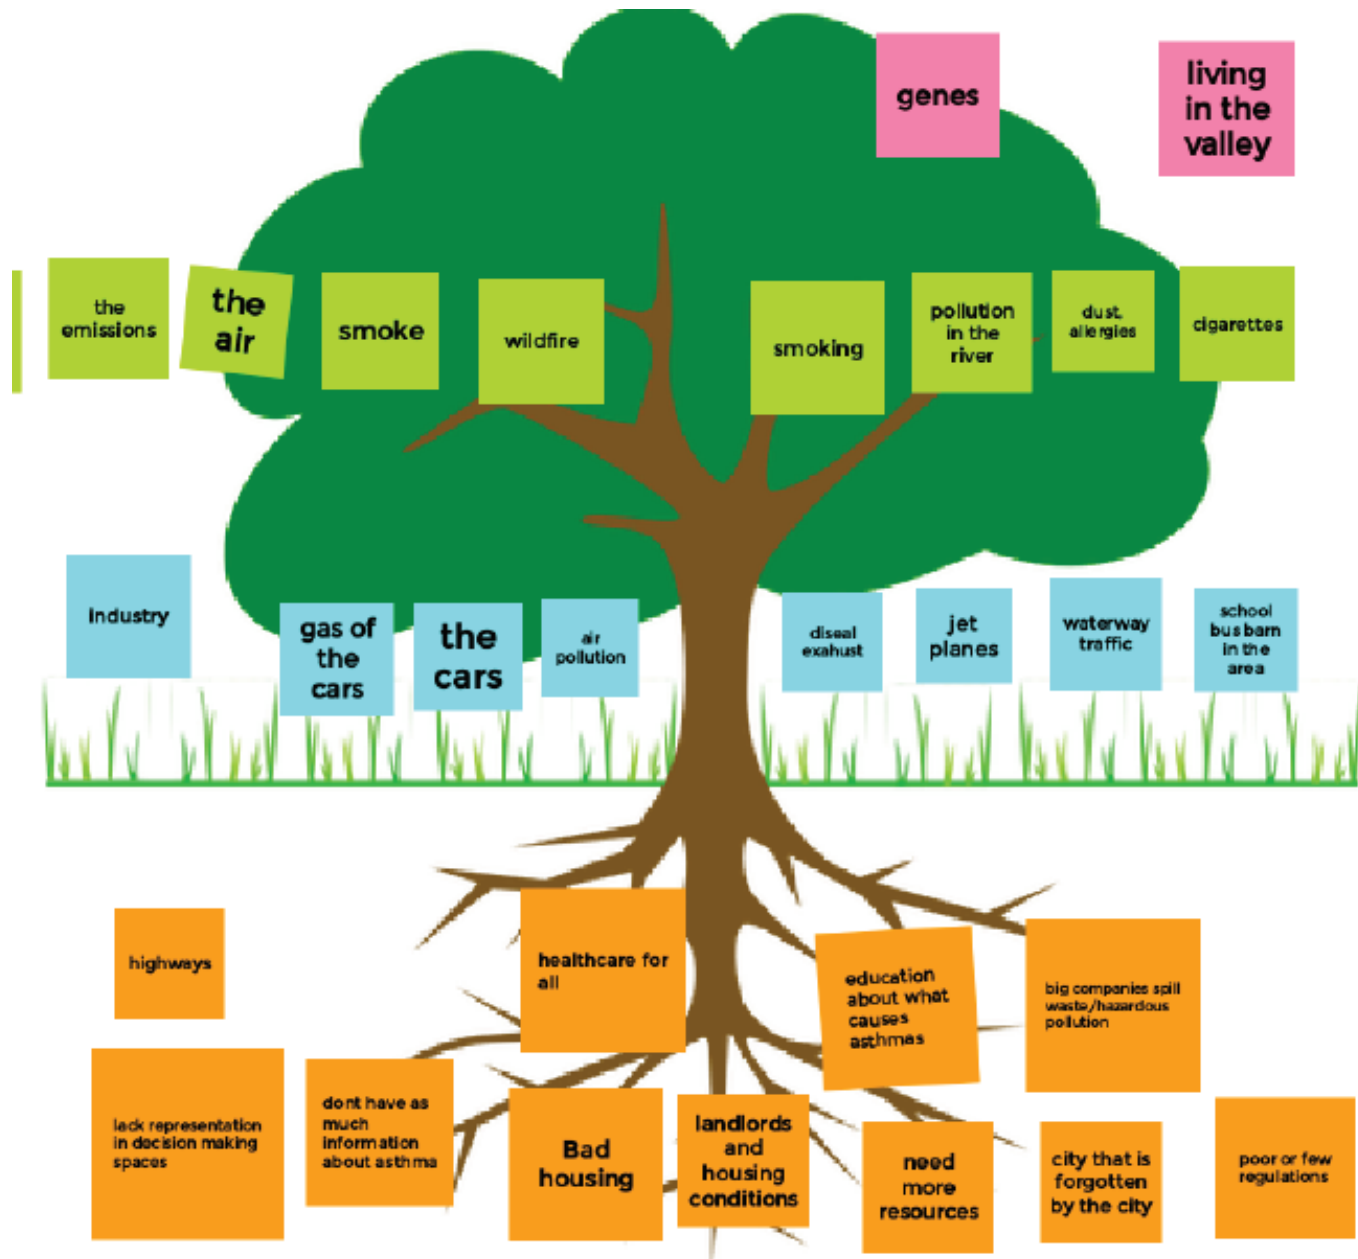 genes
living
in the
valley
the
emissions
the
air
smoke
wildfire
smoking
pollution
in the
river
dust,
allergies
cigarettes
Industry
gas of
the
cars
the
cars
air
pollution
diseal
exahust
jet
planes
waterway
traffic
school
bus barn
in the
area
highways
healthcare for
all
education
about what
causes
asthmas
big companies spill
waste/hazardous
pollution
lack representation
in decision making
spaces
dont have as
much
information
about asthma
Bad
housing
landlords
and
housing
conditions
need
more
resources
city that is
forgotten
by the city
poor or few
regulations